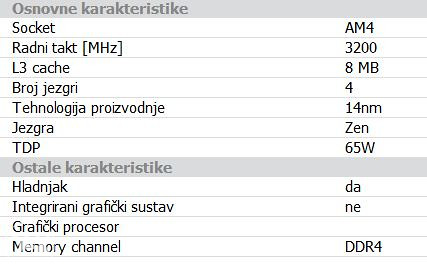 Osnovne karakteristike
Socket AM4
Radni takt [MHz] 3200
L3 cache 8 MB
Broj jezgri 4
Tehnologija proizvodnje 14nm
Jezgra Zen
TDP 65W
Ostale karakteristike
Hladnjak da
Integrirani grafički sustav ne
Grafički procesor
Memory channel DDR4